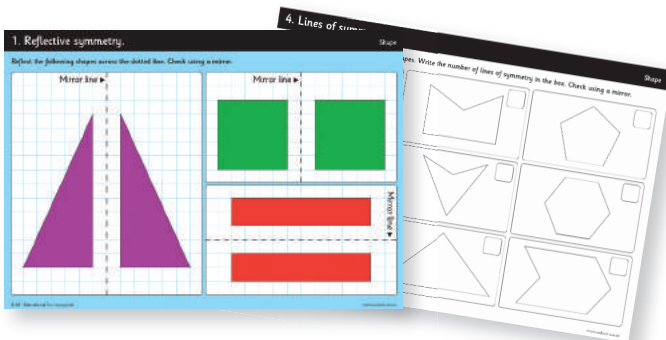 4. Lines of symm
Shape
pes. Write the number of lines of symmetry in the box. Check using a mirror.
1. Reflective symmetry.
Shape
Reflect the following shapes across the dotted line. Check using a mirror.
Mirror line
Mirror line
Mirror line